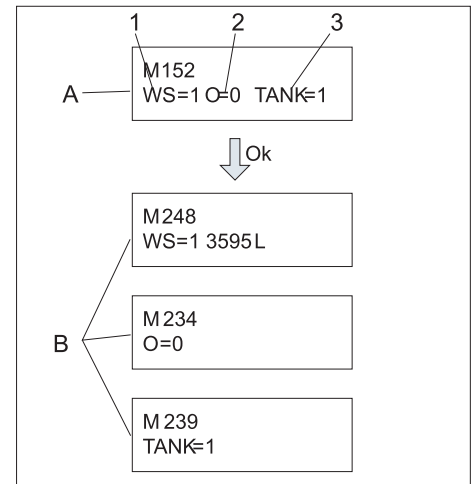 1 2 3
M152
A WS=1 O=0 TANK=1
Ok
M248
WS=1 3595L
M234
B O=0
M239
TANK=1